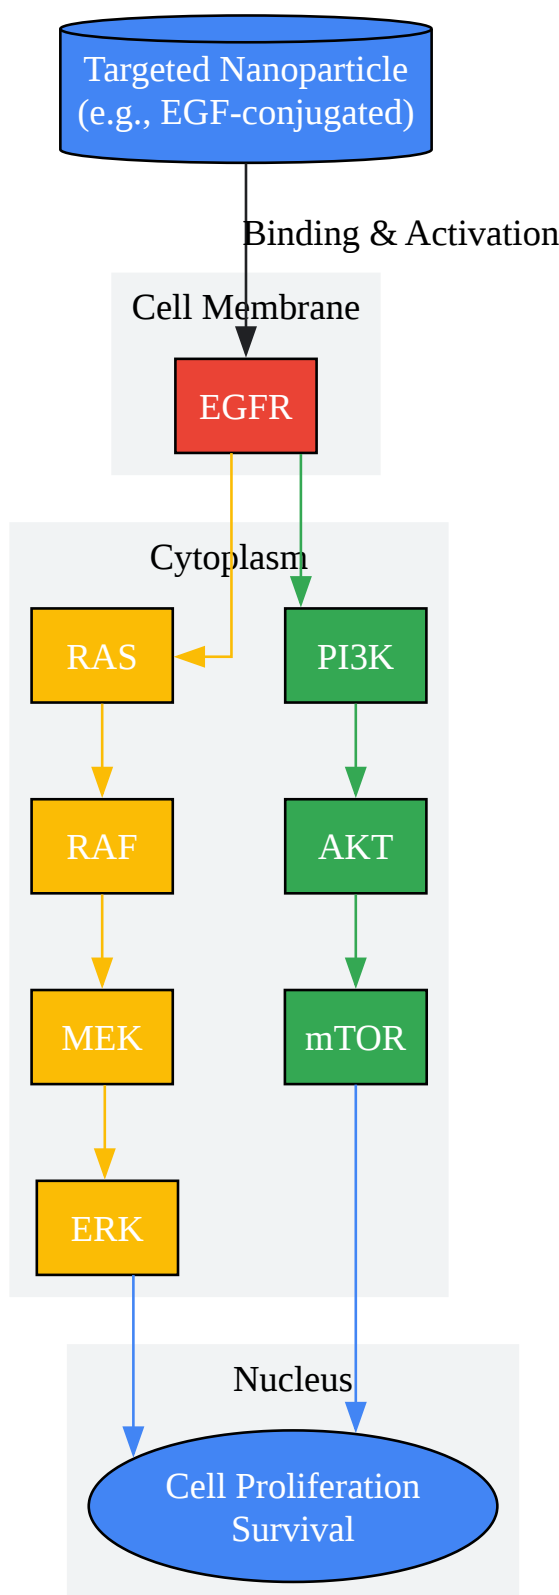 Targeted Nanoparticle
(e.g., EGF-conjugated)
Binding & Activation
Cell Membrane
EGFR
Cytoplasm
RAS
PI3K
RAF
AKT
MEK
mTOR
ERK
Nucleus
Cell Proliferation
Survival